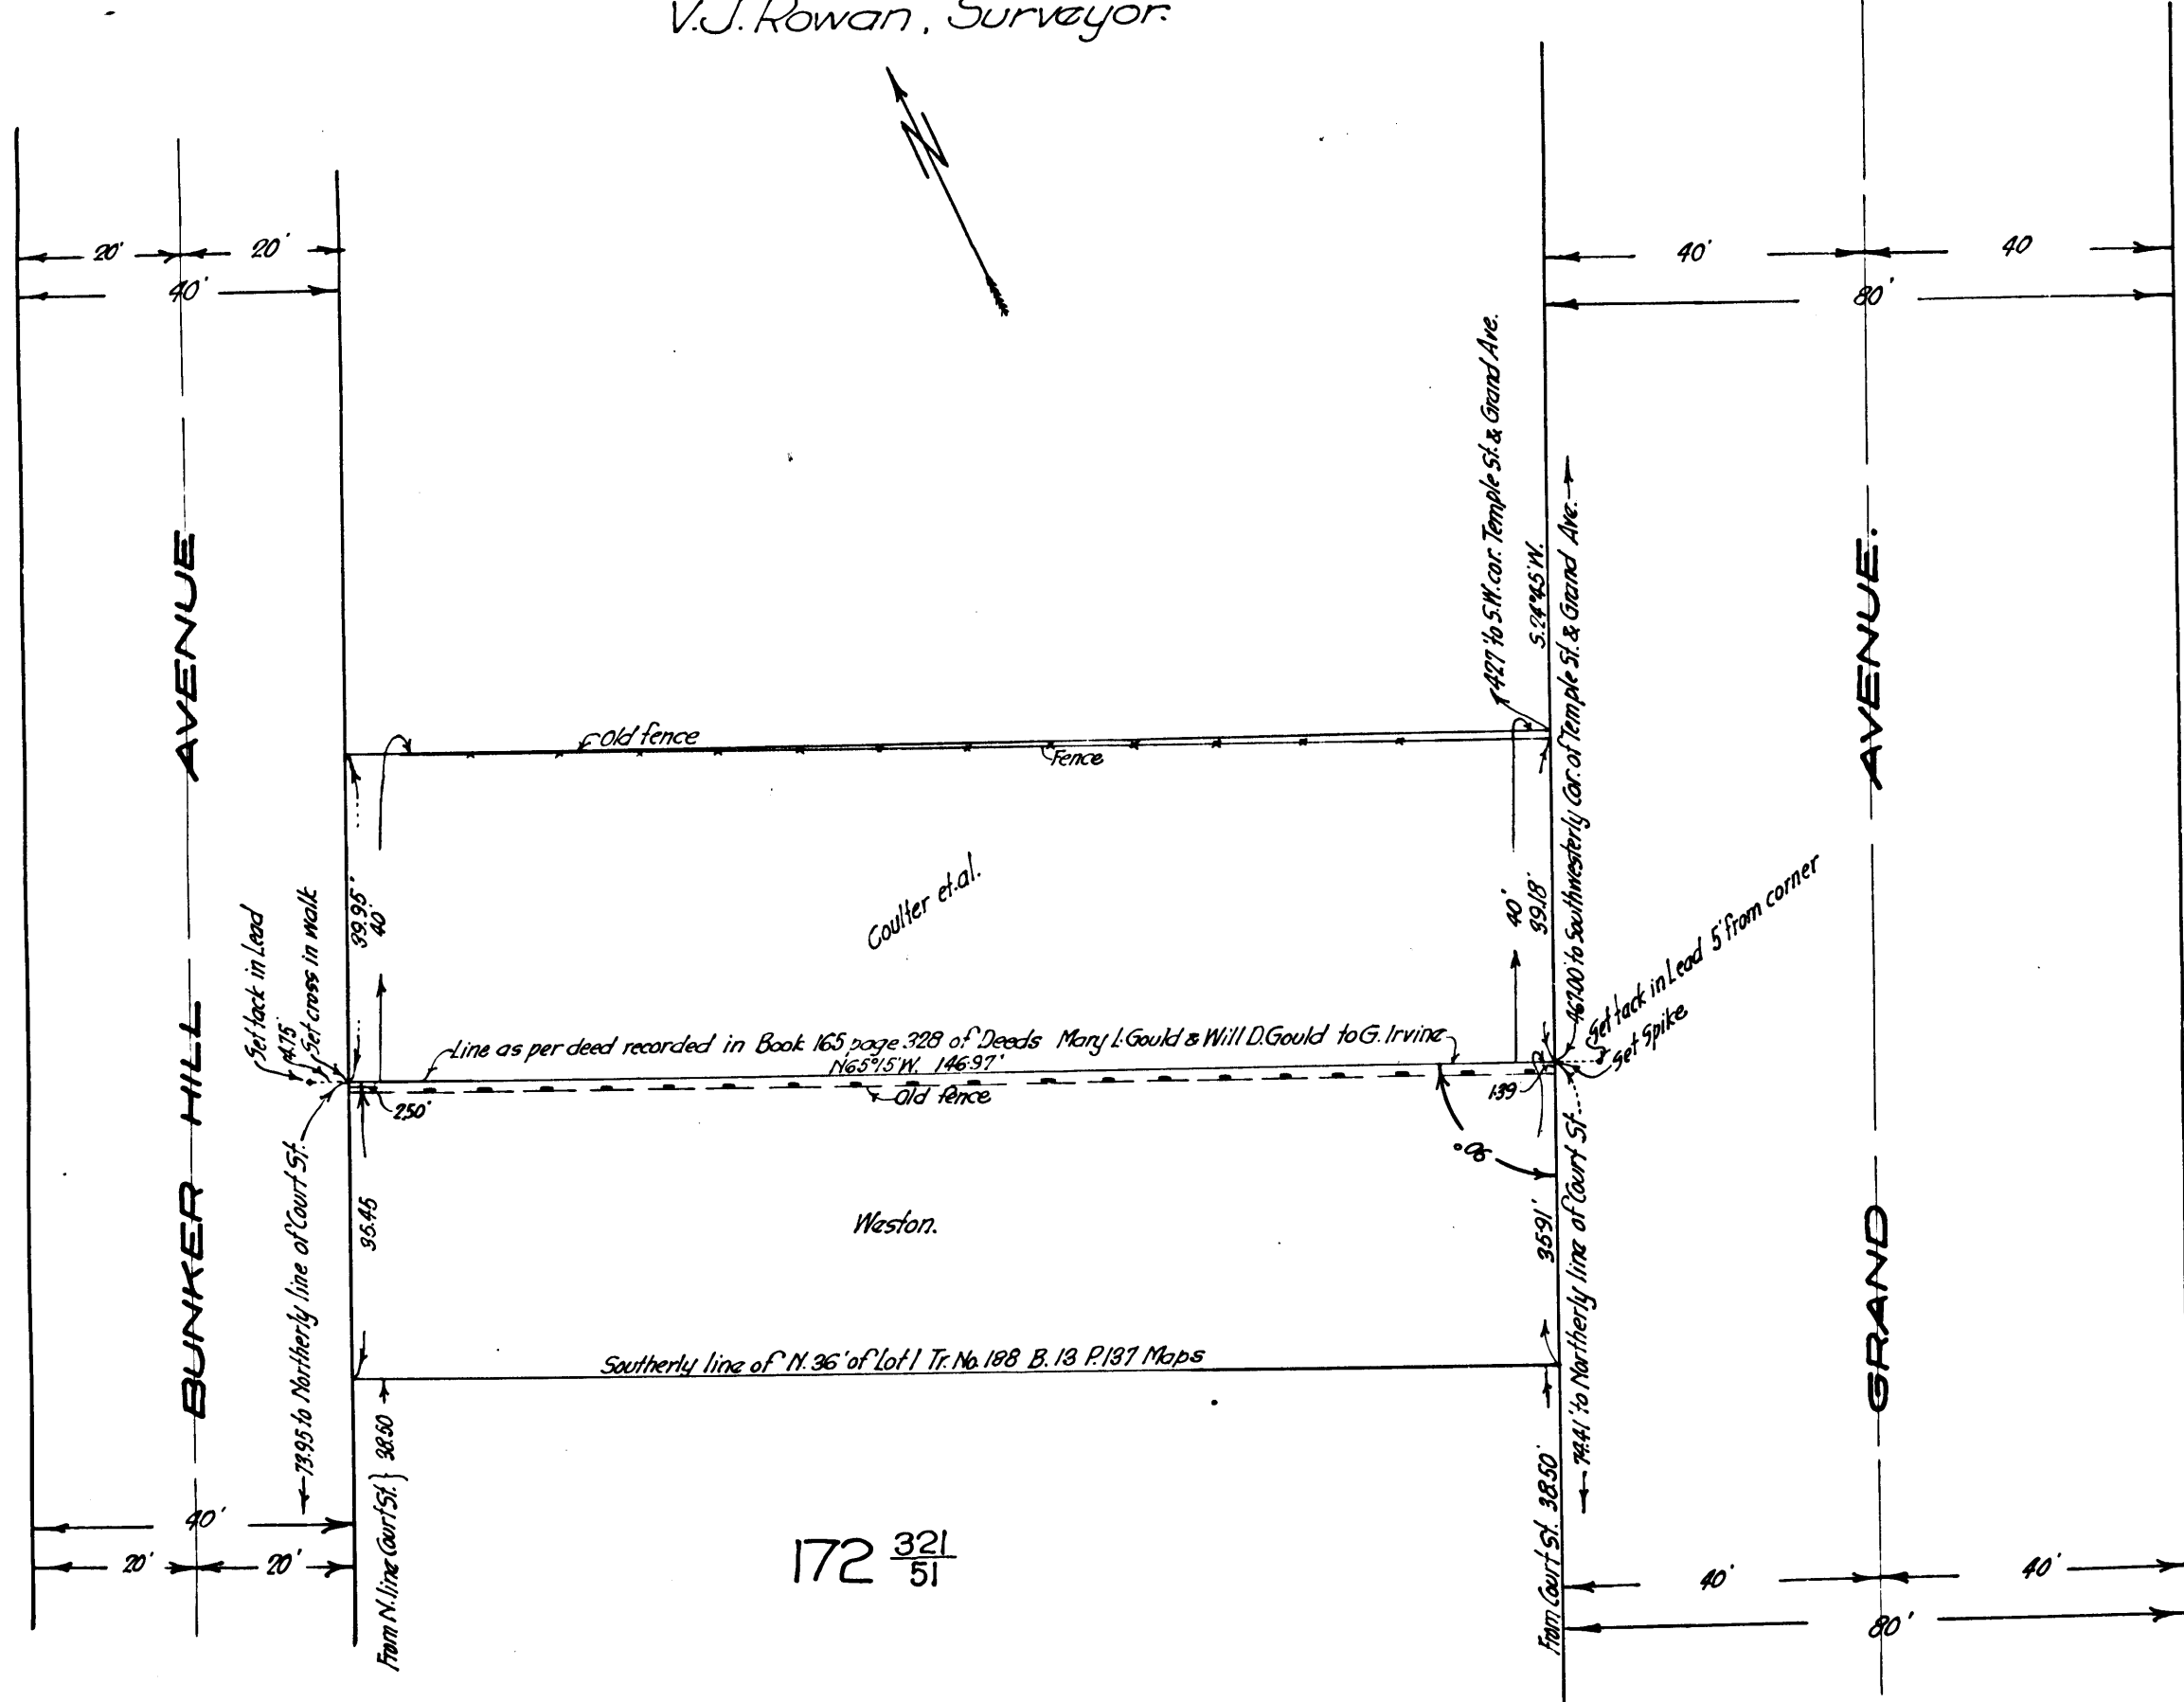 V.J. Rowan, Surveyor.
N
20'
20'
40'
40'
40
80'
BUNKER HILL AVENUE
GRAND AVENUE.
427' to S.W. cor. Temple St. & Grand Ave.
S.24°45'W.
467.00' to Southwesterly Cor. of Temple St. & Grand Ave.
Old fence
Fence
39.95'
40'
40'
39.18'
Coulter et.al.
Set tack in Lead
14.75'
Set cross in walk
Set tack in Lead 5' from corner
Set Spike
Line as per deed recorded in Book 165 page 328 of Deeds Mary L. Gould & Will D. Gould to G. Irvine
N65°15'W. 146.97'
Old fence
2.50'
1.39
90°
73.95 to Northerly line of Court St.
35.45
Weston.
35.91'
74.41' to Northerly line of Court St.
Southerly line of N. 36' of Lot 1 Tr. No. 188 B. 13 P. 137 Maps
From N. line Court St. } 38.50
From Court St. 38.50'
40'
20'
20'
172 321/51
40'
40'
80'